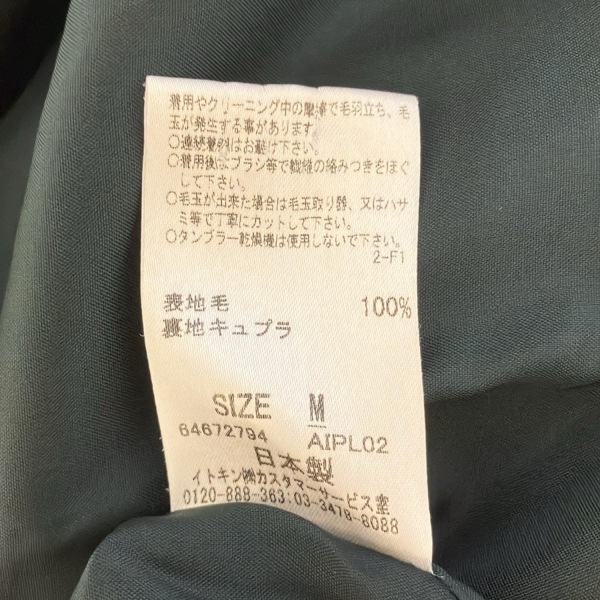 着用やクリーニング中の摩擦で毛羽立ち、毛
玉が発生する事があります。
○連続着用はお避け下さい。
○着用後はブラシ等で繊維の絡みつきをほぐ
して下さい。
○毛玉が出来た場合は毛玉取り器、又はハサ
ミ等で丁寧にカットして下さい。
○タンブラー乾燥機は使用しないで下さい。
2-F1
表地毛 100%
裏地キュプラ
SIZE M
64672794 AIPL02
日本製
イトキン㈱カスタマーサービス室
0120-888-363:03-3478-8088